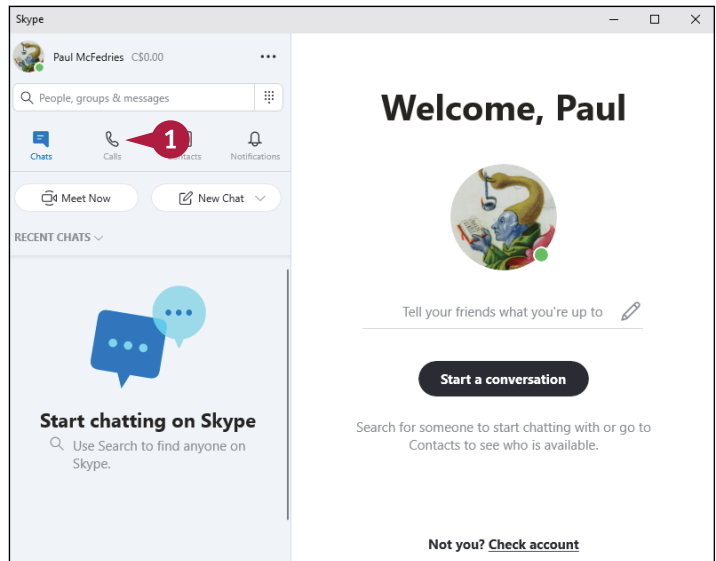 Skype
Paul McFedries C$0.00
People, groups & messages
1
Chats Calls Notifications
Meet Now New Chat
RECENT CHATS
Start chatting on Skype
Use Search to find anyone on
Skype.
Welcome, Paul
Tell your friends what you're up to
Start a conversation
Search for someone to start chatting with or go to
Contacts to see who is available.
Not you? Check account